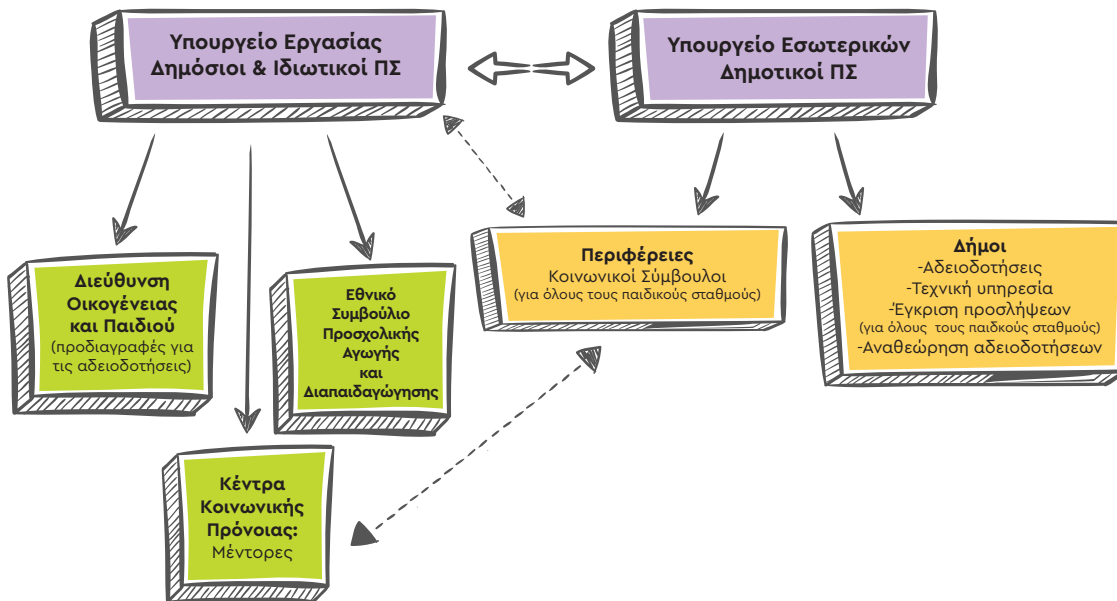 Υπουργείο Εργασίας
Δημόσιοι & Ιδιωτικοί ΠΣ
Υπουργείο Εσωτερικών
Δημοτικοί ΠΣ
Διεύθυνση
Οικογένειας
και Παιδιού
(προδιαγραφές για
τις αδειοδοτήσεις)
Εθνικό
Συμβούλιο
Προσχολικής
Αγωγής
και
Διαπαιδαγώγησης
Περιφέρειες
Κοινωνικοί Σύμβουλοι
(για όλους τους παιδικούς σταθμούς)
Δήμοι
-Αδειοδοτήσεις
-Τεχνική υπηρεσία
-Έγκριση προσλήψεων
(για όλους τους παιδκούς σταθμούς)
-Αναθεώρηση αδειοδοτήσεων
Κέντρα
Κοινωνικής
Πρόνοιας:
Μέντορες